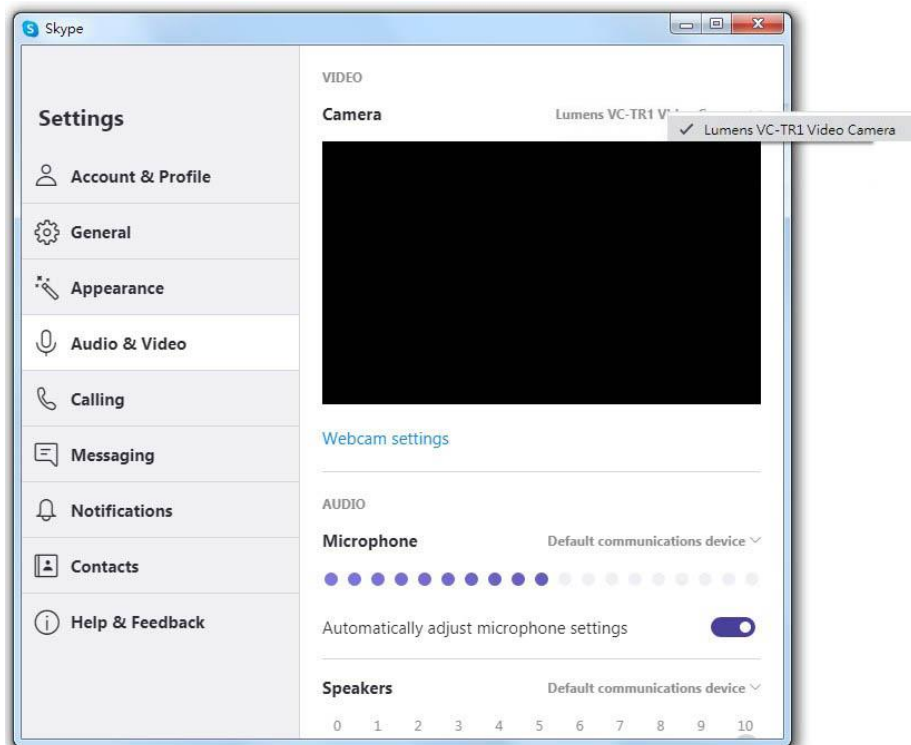 Skype
Settings
Account & Profile
General
Appearance
Audio & Video
Calling
Messaging
Notifications
Contacts
Help & Feedback
VIDEO
Camera
Lumens VC-TR1 V
Lumens VC-TR1 Video Camera
Webcam settings
AUDIO
Microphone
Default communications device
Automatically adjust microphone settings
Speakers
Default communications device
0 1 2 3 4 5 6 7 8 9 10